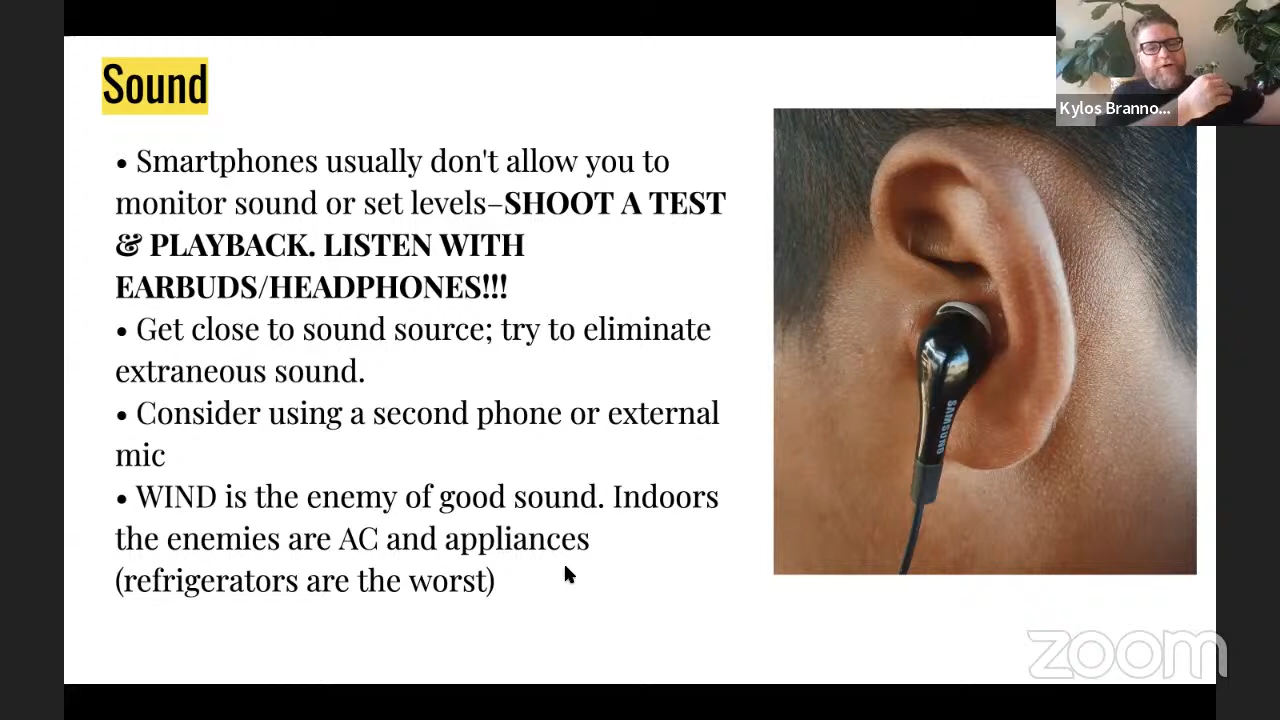 Sound
• Smartphones usually don't allow you to
monitor sound or set levels–SHOOT A TEST
& PLAYBACK. LISTEN WITH
EARBUDS/HEADPHONES!!!
• Get close to sound source; try to eliminate
extraneous sound.
• Consider using a second phone or external
mic
• WIND is the enemy of good sound. Indoors
the enemies are AC and appliances
(refrigerators are the worst)
Kylos Branno...
SAMSUNG
zoom